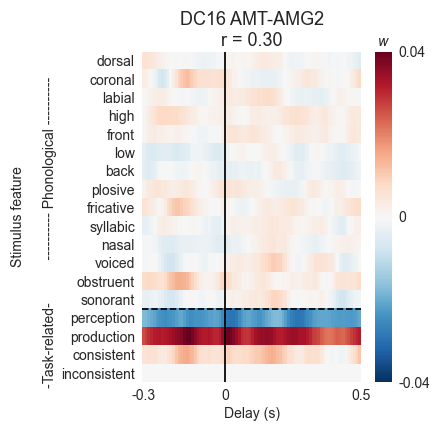 DC16 AMT-AMG2
r = 0.30
w
dorsal
coronal
labial
high
front
low
back
plosive
fricative
syllabic
nasal
voiced
obstruent
sonorant
perception
production
consistent
inconsistent
Stimulus feature
---------- Phonological ----------
-Task-related-
0.04
0
-0.04
-0.3
0
0.5
Delay (s)